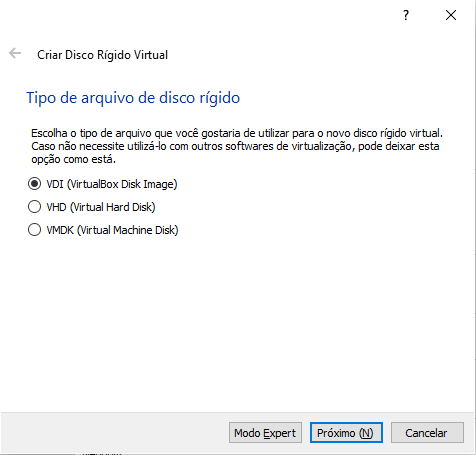 ?
Criar Disco Rígido Virtual
Tipo de arquivo de disco rígido
Escolha o tipo de arquivo que você gostaria de utilizar para o novo disco rígido virtual.
Caso não necessite utilizá-lo com outros softwares de virtualização, pode deixar esta
opção como está.
VDI (VirtualBox Disk Image)
VHD (Virtual Hard Disk)
VMDK (Virtual Machine Disk)
Modo Expert Próximo (N) Cancelar